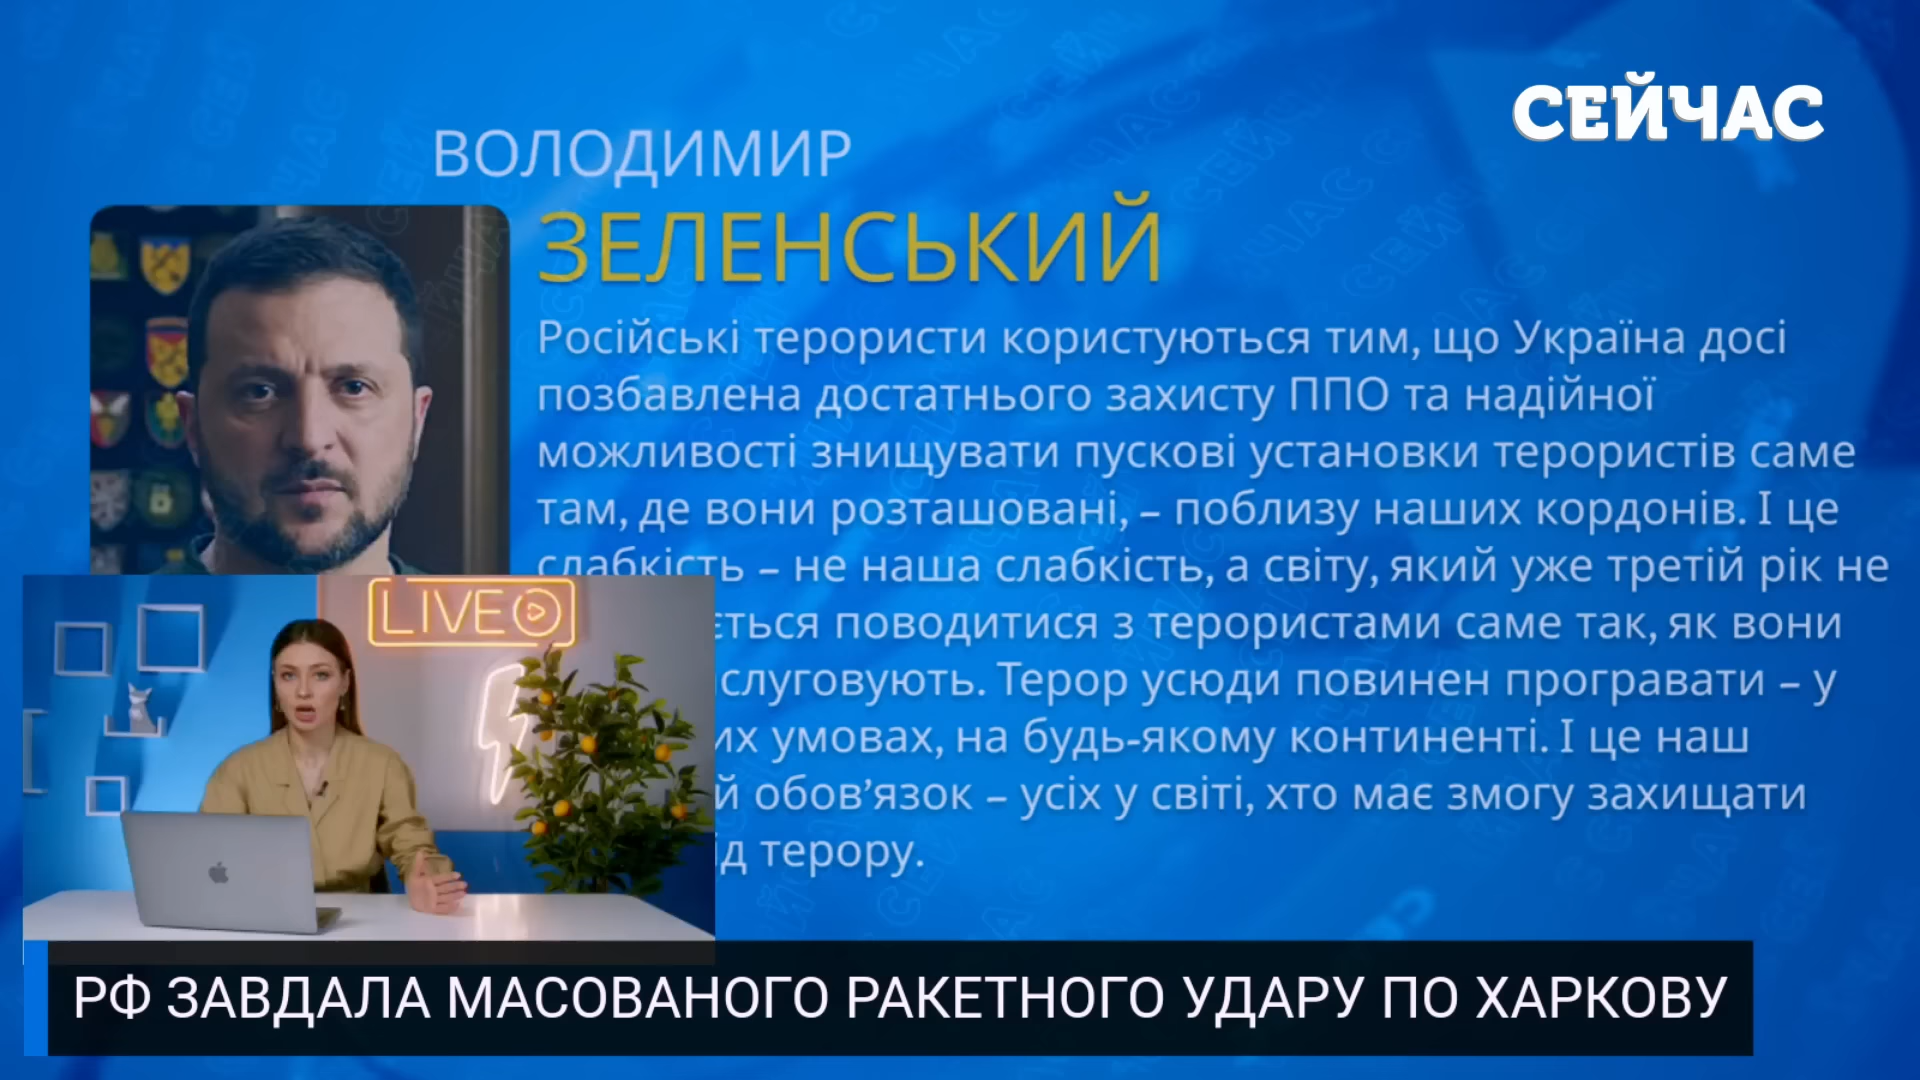 СЕЙЧАС
ВОЛОДИМИР
ЗЕЛЕНСЬКИЙ
Російські терористи користуються тим, що Україна досі
позбавлена достатнього захисту ППО та надійної
можливості знищувати пускові установки терористів саме
там, де вони розташовані, – поблизу наших кордонів. І це
слабкість – не наша слабкість, а світу, який уже третій рік не
ється поводитися з терористами саме так, як вони
слуговують. Терор усюди повинен програвати – у
их умовах, на будь-якому континенті. І це наш
й обов’язок – усіх у світі, хто має змогу захищати
ід терору.
LIVE
РФ ЗАВДАЛА МАСОВАНОГО РАКЕТНОГО УДАРУ ПО ХАРКОВУ